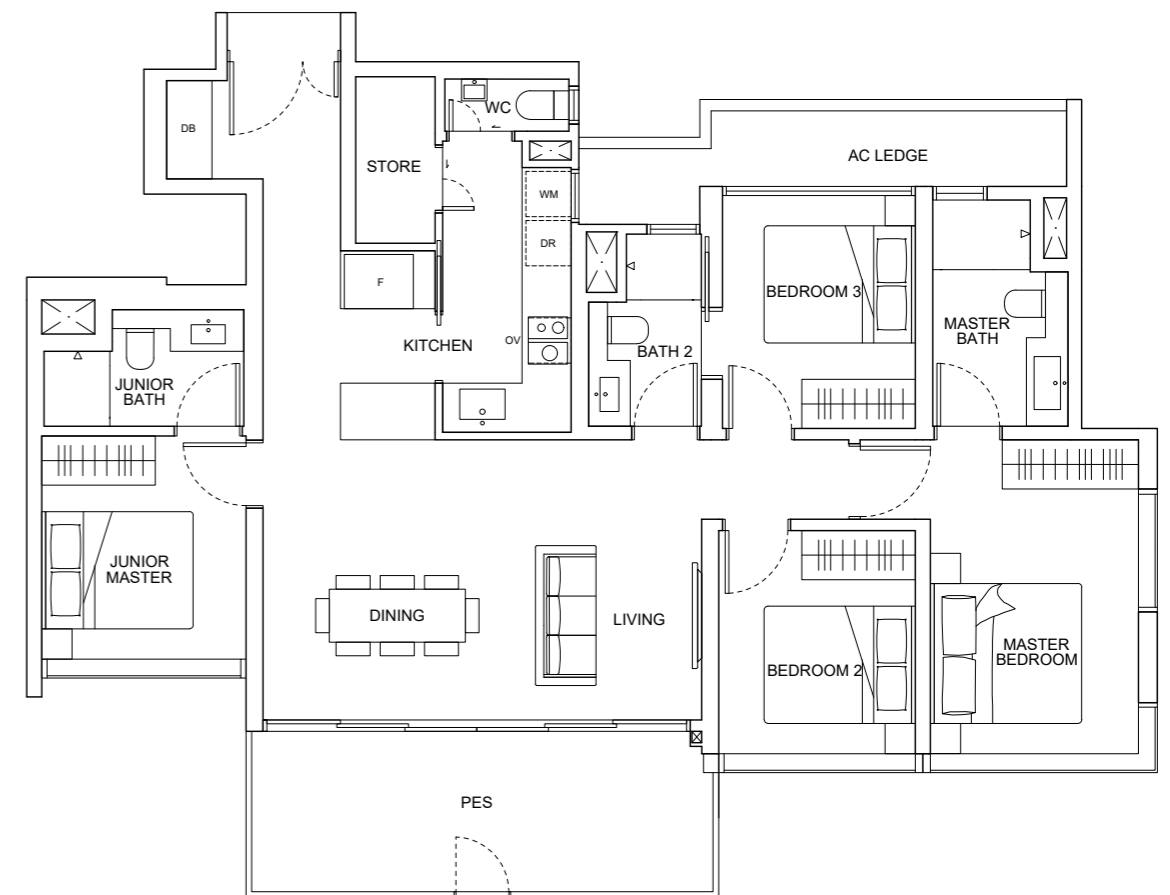 WC
DB
AC LEDGE
STORE
WM
DR
F
BEDROOM 3
MASTER
BATH
OV
KITCHEN
BATH 2
JUNIOR
BATH
JUNIOR
MASTER
DINING
LIVING
BEDROOM 2
MASTER
BEDROOM
PES